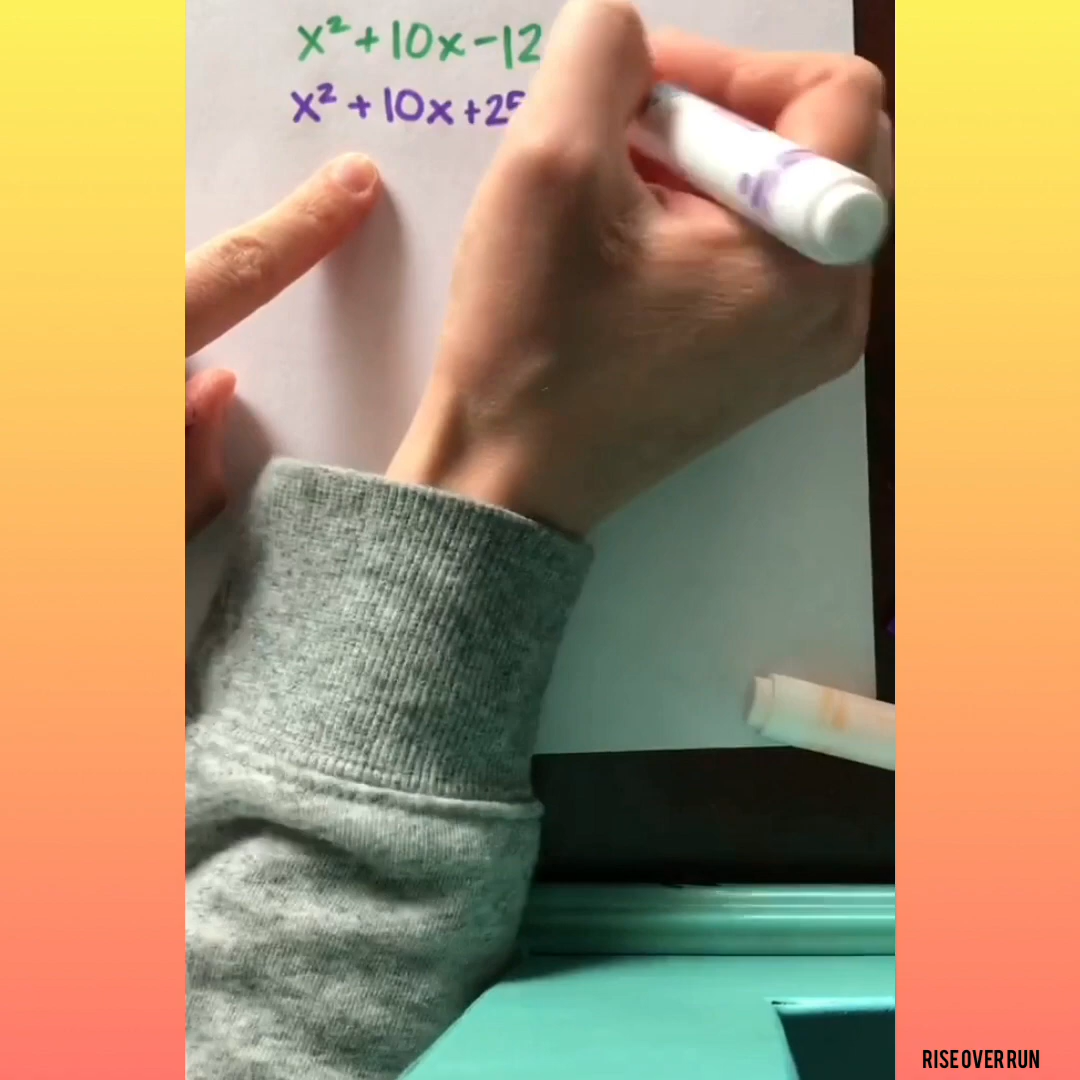 x² + 10x - 12
x² + 10x + 25
RISE OVER RUN